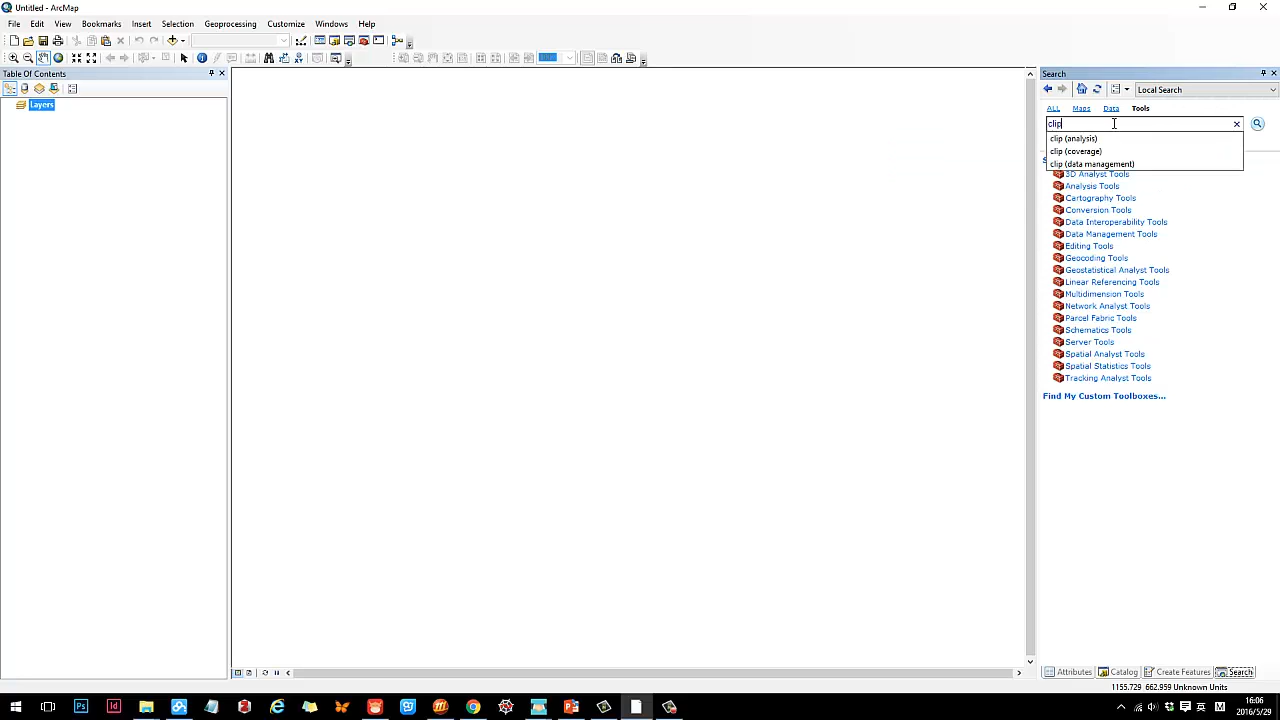 Untitled - ArcMap
File Edit View Bookmarks Insert Selection Geoprocessing Customize Windows Help
Table Of Contents
Layers
Search
Local Search
ALL Maps Data Tools
clip
clip (analysis)
clip (coverage)
clip (data management)
3D Analyst Tools
Analysis Tools
Cartography Tools
Conversion Tools
Data Interoperability Tools
Data Management Tools
Editing Tools
Geocoding Tools
Geostatistical Analyst Tools
Linear Referencing Tools
Multidimension Tools
Network Analyst Tools
Parcel Fabric Tools
Schematics Tools
Server Tools
Spatial Analyst Tools
Spatial Statistics Tools
Tracking Analyst Tools
Find My Custom Toolboxes...
Attributes Catalog Create Features Search
1155.729 662.959 Unknown Units
Ps Id
英 M
16:06
2016/5/29